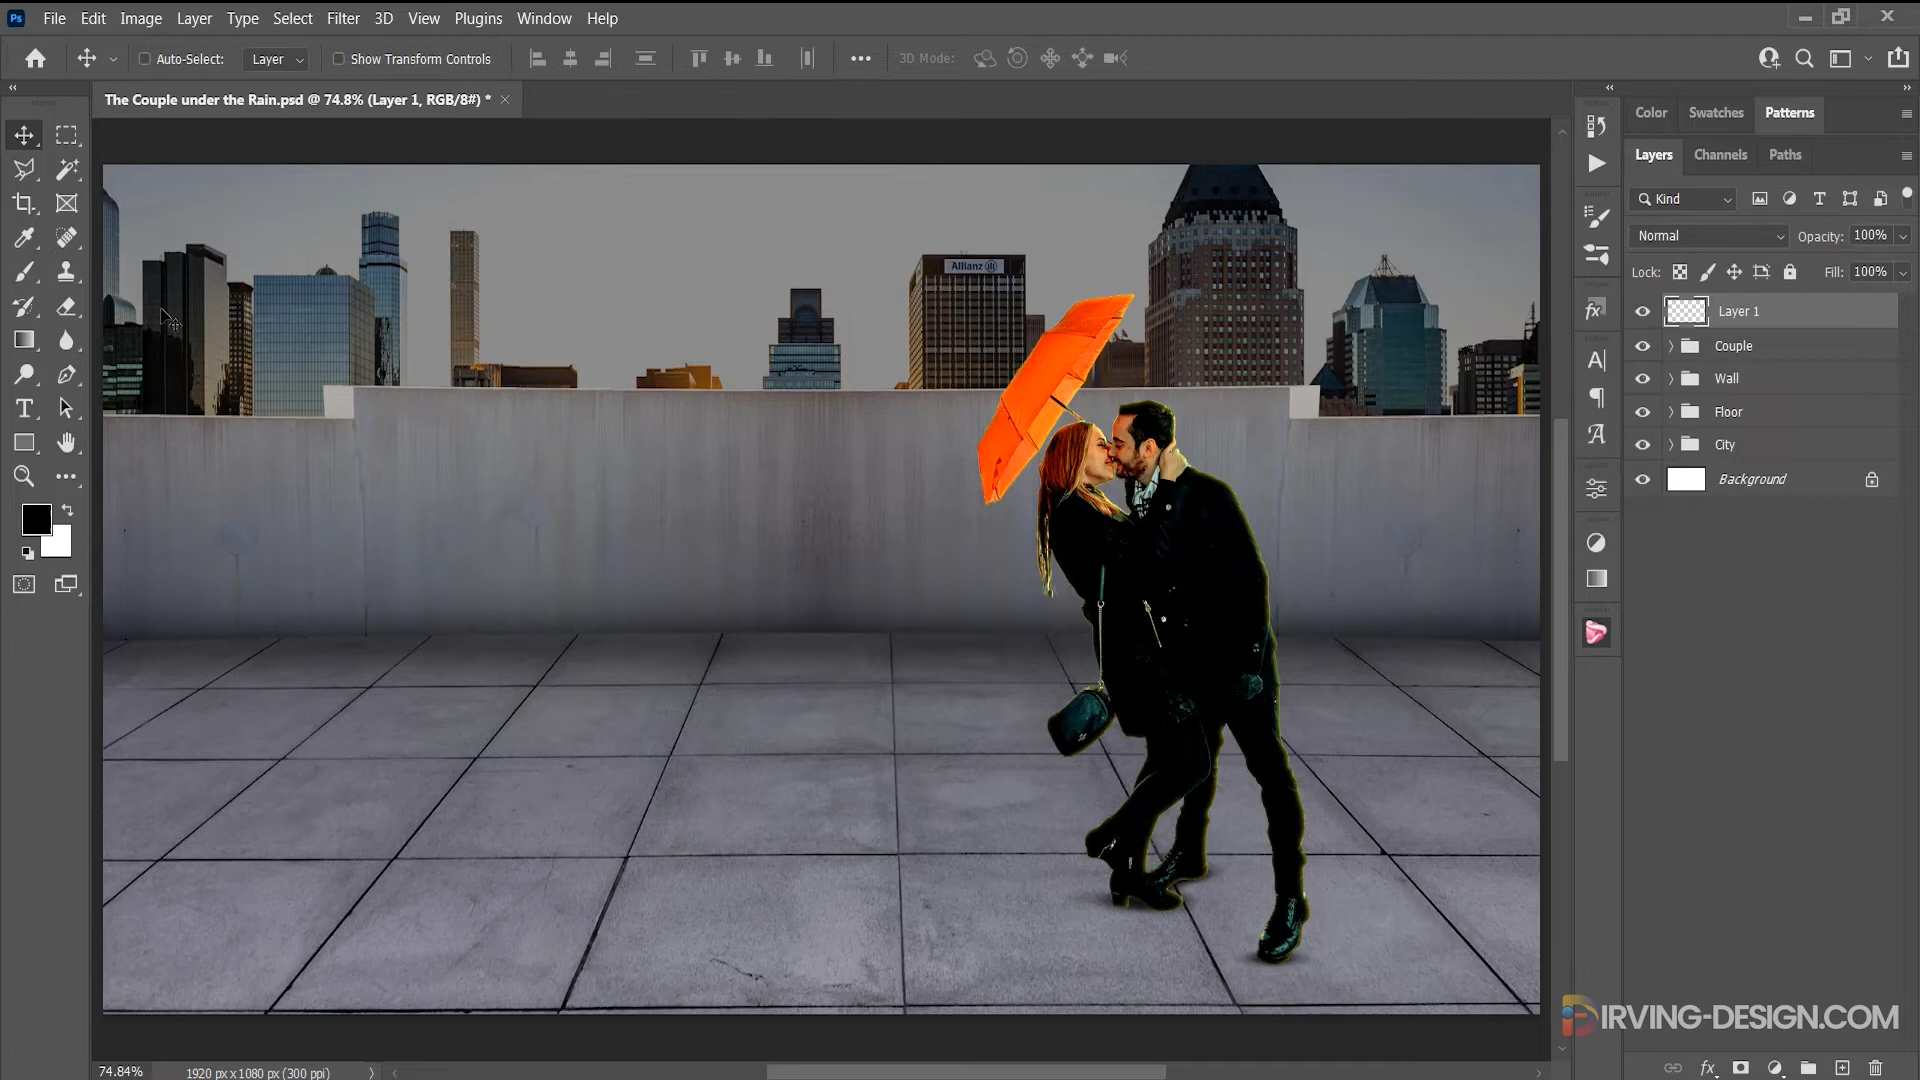 Ps File Edit Image Layer Type Select Filter 3D View Plugins Window Help
Auto-Select: Layer Show Transform Controls 3D Mode:
The Couple under the Rain.psd @ 74.8% (Layer 1, RGB/8#) *
Color Swatches Patterns
Layers Channels Paths
Kind
Normal Opacity: 100%
Lock: Fill: 100%
Layer 1
Couple
Wall
Floor
City
Background
Allianz
IRVING-DESIGN.COM
74.84% 1920 px x 1080 px (300 ppi)